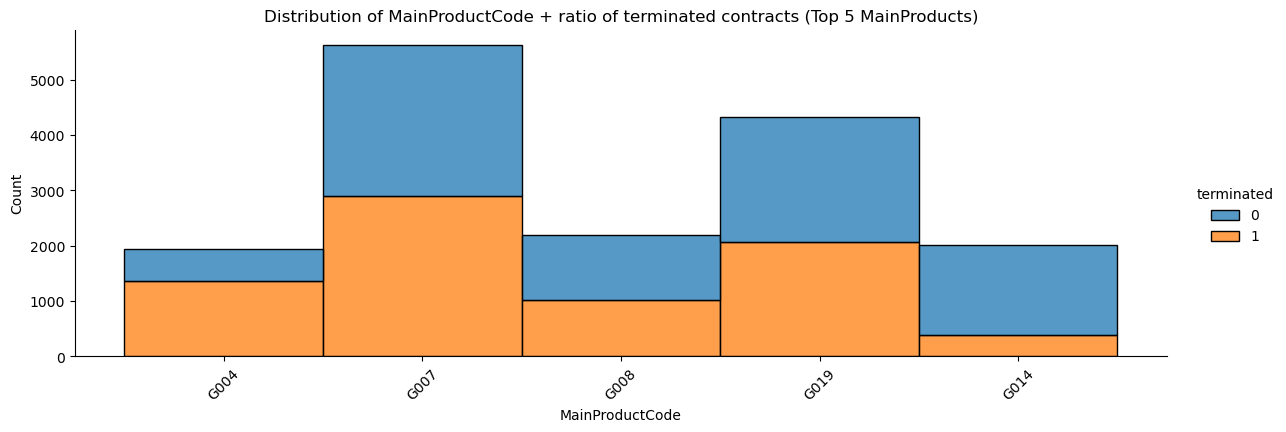 Distribution of MainProductCode + ratio of terminated contracts (Top 5 MainProducts)
Count
5000
4000
3000
2000
1000
0
G004
G007
G008
G019
G014
MainProductCode
terminated
0
1